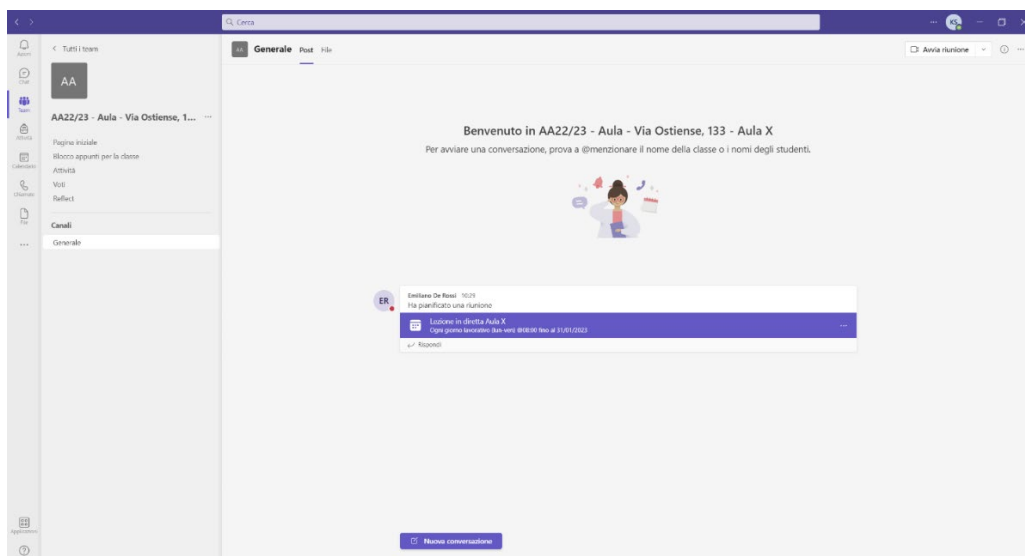 Cerca
KS
Team
Chat
Attività
Calendario
File
Tutti i team
AA
AA22/23 - Aula - Via Ostiense, 1... ...
Pagina iniziale
Blocco appunti per la classe
Attività
Voti
Reflect
Canali
Generale
AA Generale Post File
Avvia riunione
Benvenuto in AA22/23 - Aula - Via Ostiense, 133 - Aula X
Per avviare una conversazione, prova a @menzionare il nome della classe o i nomi degli studenti.
ER
Emiliano De Rossi 10:29
Ha pianificato una riunione
Lezione in diretta Aula X
Ogni giorno lavorativo (lun-ven) @08:00 fino al 31/01/2023
Rispondi
Nuova conversazione